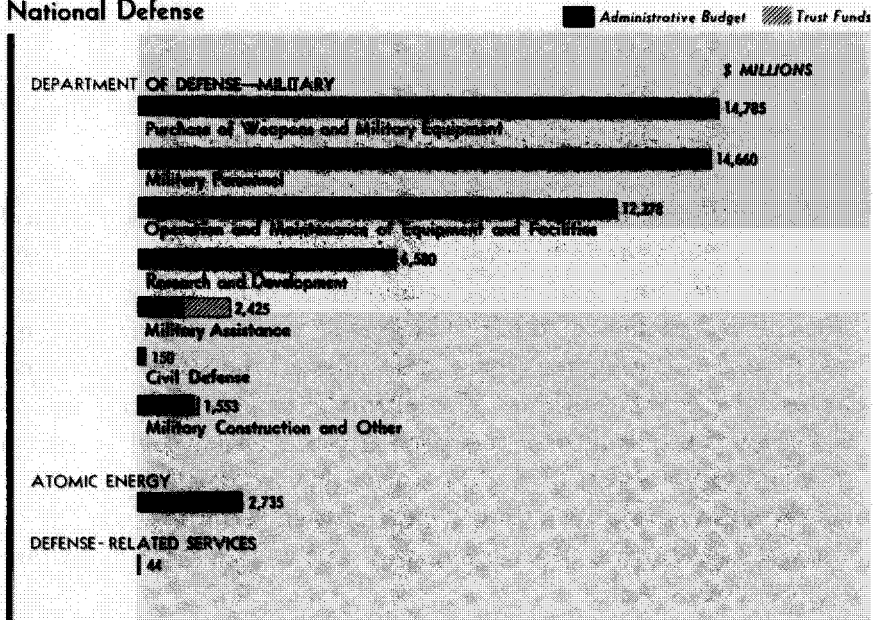 National Defense
Administrative Budget Trust Funds
$ MILLIONS
DEPARTMENT OF DEFENSE—MILITARY
14,785
Purchase of Weapons and Military Equipment
14,660
Military Personnel
12,278
Operation and Maintenance of Equipment and Facilities
6,580
Research and Development
2,425
Military Assistance
150
Civil Defense
1,553
Military Construction and Other
ATOMIC ENERGY
2,735
DEFENSE-RELATED SERVICES
44